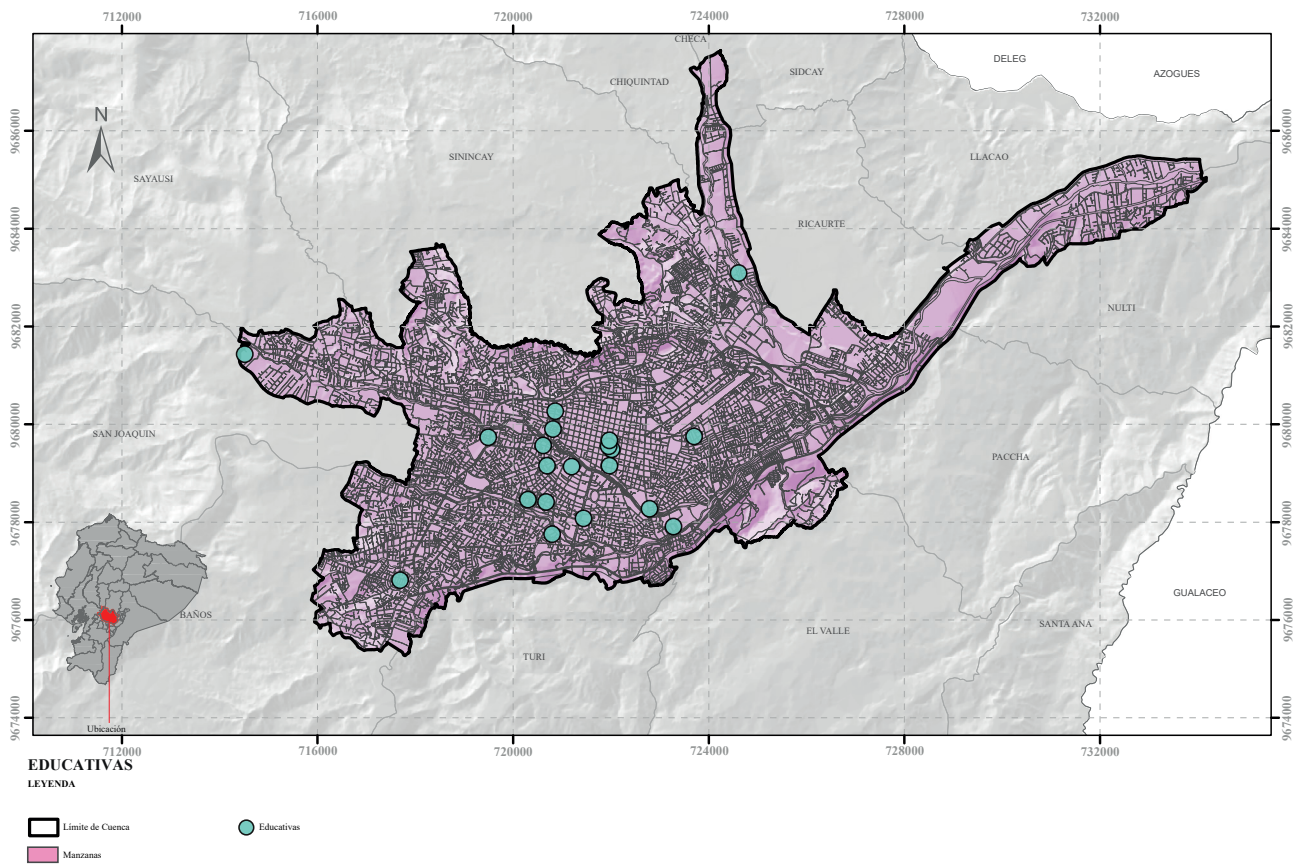 712000 716000 720000 724000 728000 732000
CHECA
DELEG
SIDCAY
AZOGUES
CHIQUINTAD
9686000 9686000
N
SININCAY
LLACAO
SAYAUSI
RICAURTE
9684000 9684000
NULTI
9682000 9682000
SAN JOAQUIN
9680000 9680000
PACCHA
9678000 9678000
GUALACEO
BAÑOS
9676000 9676000
SANTA ANA
EL VALLE
TURI
9674000 9674000
Ubicación
712000 716000 720000 724000 728000 732000
EDUCATIVAS
LEYENDA
Límite de Cuenca
Educativas
Manzanas